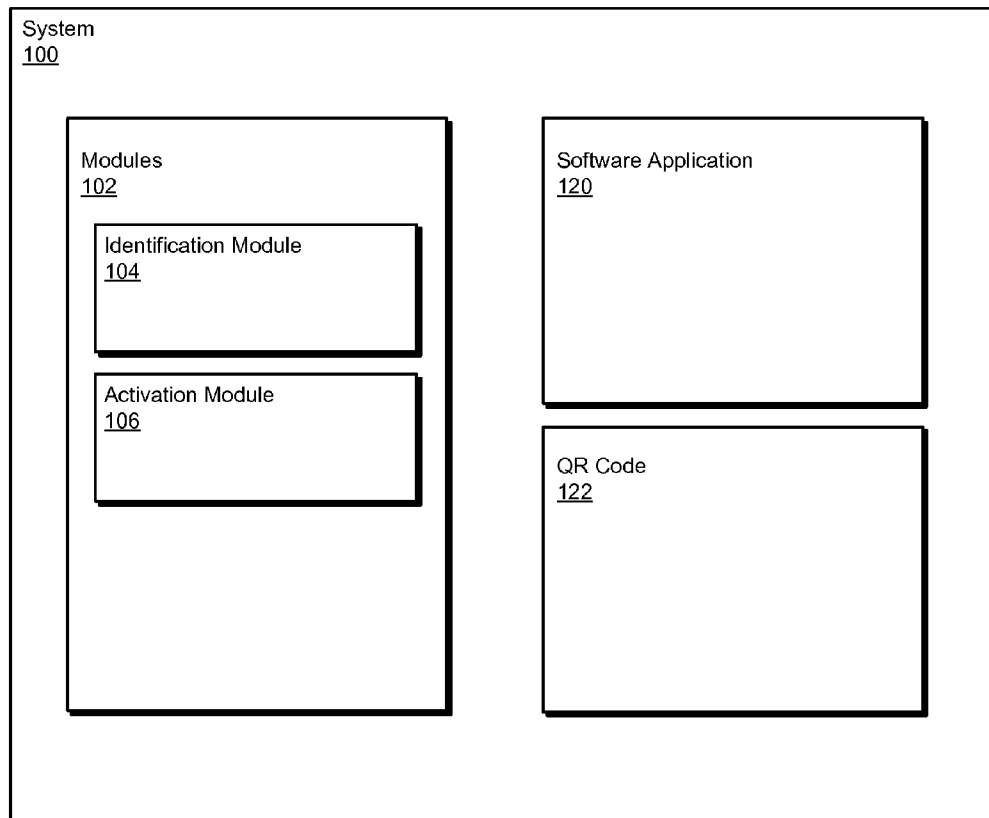 System
100
Modules
102
Identification Module
104
Activation Module
106
Software Application
120
QR Code
122